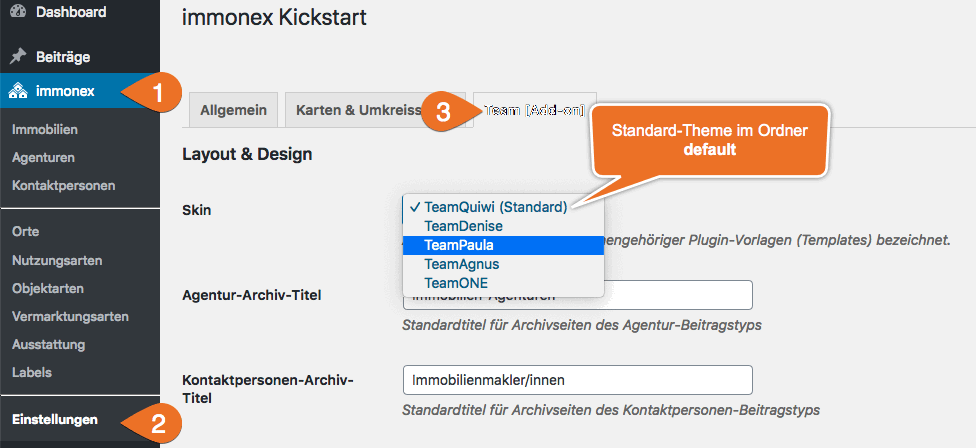 Dashboard
Beiträge
immonex
1
Immobilien
Agenturen
Kontaktpersonen
Orte
Nutzungsarten
Objektarten
Vermarktungsarten
Ausstattung
Labels
Einstellungen
2
immonex Kickstart
Allgemein
Karten &
3
Team [Add-on]
Standard-Theme im Ordner
default
Layout & Design
Skin
✓ TeamQuiwi (Standard)
TeamDenise
TeamPaula
TeamAgnus
TeamONE
mengehöriger Plugin-Vorlagen (Templates) bezeichnet.
Agentur-Archiv-Titel
Immobilien-Agenturen
Standardtitel für Archivseiten des Agentur-Beitragstyps
Kontaktpersonen-Archiv-
Titel
Immobilienmakler/innen
Standardtitel für Archivseiten des Kontaktpersonen-Beitragstyps